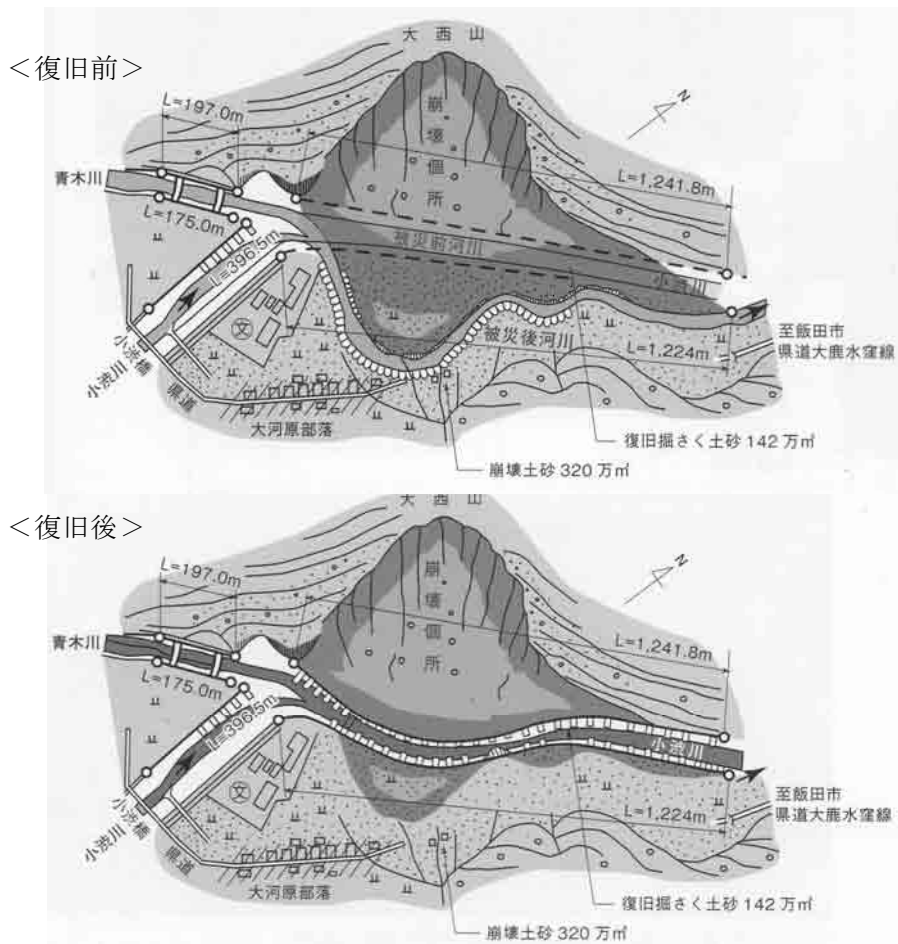 大西山
<復旧前>
L=197.0m
N
崩壊個所
L=1,241.8m
青木川
L=175.0m
被災前河川
L=396.5m
小渋川
文
被災後河川
至飯田市
県道大鹿水窪線
L=1,224m
小渋橋
小渋川
県道
大河原部落
復旧掘さく土砂142万㎥
崩壊土砂320万㎥
大西山
<復旧後>
L=197.0m
N
崩壊個所
L=1,241.8m
青木川
L=175.0m
L=396.5m
小渋川
文
至飯田市
県道大鹿水窪線
L=1,224m
小渋橋
小渋川
県道
大河原部落
復旧掘さく土砂142万㎥
崩壊土砂320万㎥